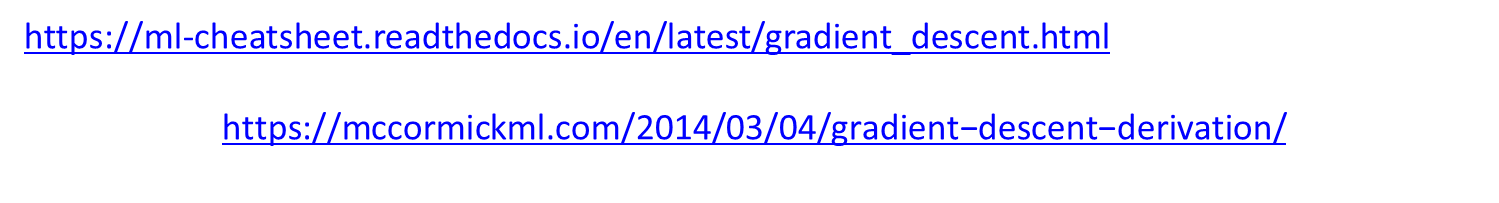 https://ml-cheatsheet.readthedocs.io/en/latest/gradient_descent.html
https://mccormickml.com/2014/03/04/gradient−descent−derivation/